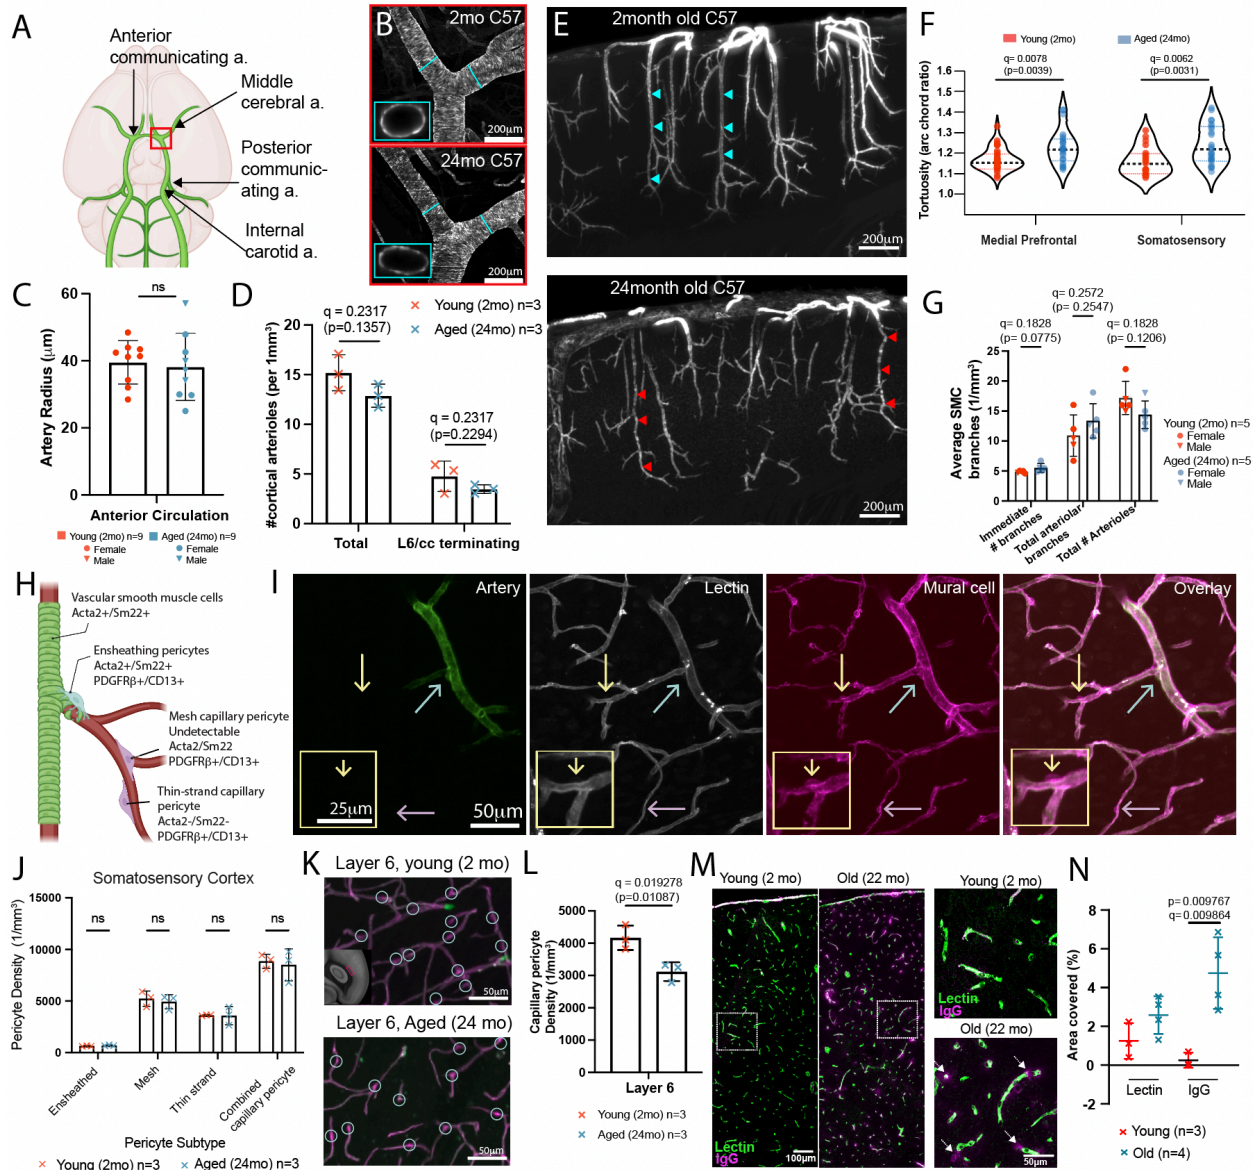 A
Anterior
communicating a.
Middle
cerebral a.
Posterior
communic-
ating a.
Internal
carotid a.
B
2mo C57
200μm
24mo C57
200μm
C
ns
Artery Radius (μm)
60
40
20
0
Anterior Circulation
Young (2mo) n=9
Female
Male
Aged (24mo) n=9
Female
Male
D
Young (2mo) n=3
Aged (24mo) n=3
q = 0.2317
(p=0.1357)
q = 0.2317
(p=0.2294)
#cortical arterioles (per 1mm³)
20
15
10
5
0
Total
L6/cc terminating
E
2month old C57
200μm
24month old C57
200μm
F
Young (2mo)
Aged (24mo)
q= 0.0078
(p=0.0039)
q= 0.0062
(p=0.0031)
Tortuosity (arc chord ratio)
1.6
1.5
1.4
1.3
1.2
1.1
1.0
Medial Prefrontal
Somatosensory
G
q = 0.2572
(p = 0.2547)
q = 0.1828
(p= 0.0775)
q = 0.1828
(p = 0.1206)
Average SMC
branches (1/mm³)
25
20
15
10
5
0
Immediate
# branches
Total arteriolar
branches
Total # Arterioles
Young (2mo) n=5
Female
Male
Aged (24mo) n=5
Female
Male
H
Vascular smooth muscle cells
Acta2+/Sm22+
Ensheathing pericytes
Acta2+/Sm22+
PDGFRβ+/CD13+
Mesh capillary pericyte
Undetectable
Acta2/Sm22
PDGFRβ+/CD13+
Thin-strand capillary
pericyte
Acta2-/Sm22-
PDGFRβ+/CD13+
I
Artery
Lectin
Mural cell
Overlay
25μm
50μm
J
Somatosensory Cortex
ns
ns
ns
ns
Pericyte Density (1/mm³)
15000
10000
5000
0
Ensheathed
Mesh
Thin strand
Combined
capillary pericyte
Pericyte Subtype
Young (2mo) n=3
Aged (24mo) n=3
K
Layer 6, young (2 mo)
50μm
Layer 6, Aged (24 mo)
50μm
L
q = 0.019278
(p=0.01087)
Capillary pericyte
Density (1/mm³)
5000
4000
3000
2000
1000
0
Layer 6
Young (2mo) n=3
Aged (24mo) n=3
M
Young (2 mo)
Old (22 mo)
Lectin
IgG
100μm
Young (2 mo)
Lectin
IgG
Old (22 mo)
50μm
N
p= 0.009767
q= 0.009864
Area covered (%)
8
6
4
2
0
-2
Lectin
IgG
Young (n=3)
Old (n=4)